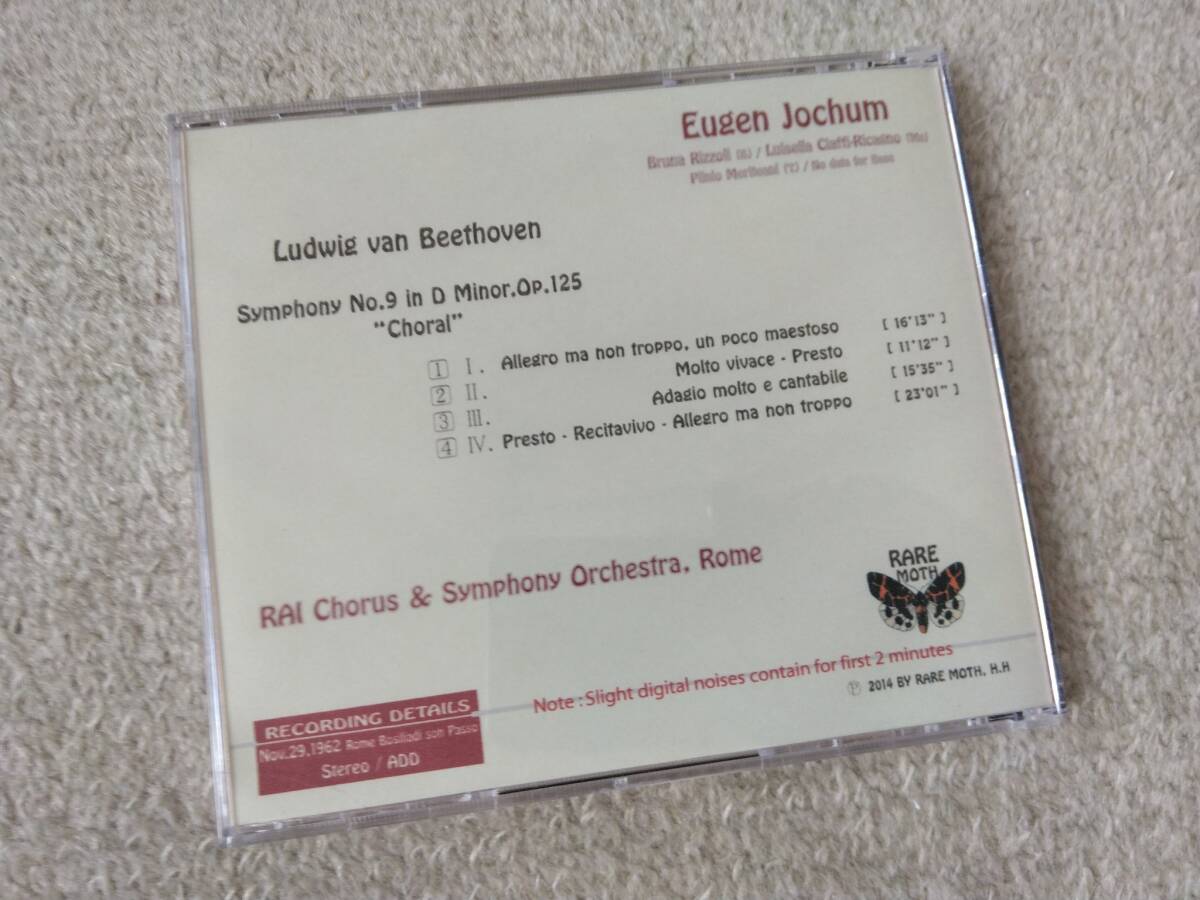 Eugen Jochum
Bruna Rizzoli (S) / Luisella Ciaffi-Ricagno (Ms)
Plinio (T) / No data for Bass
Ludwig van Beethoven
Symphony No.9 in D Minor.Op.125
"Choral"
1 I. Allegro ma non troppo, un poco maestoso [ 16'13" ]
2 II. Molto vivace - Presto [ 11'12" ]
3 III. Adagio molto e cantabile [ 15'35" ]
4 IV. Presto - Recitavivo - Allegro ma non troppo [ 23'01" ]
RAI Chorus & Symphony Orchestra, Rome
RARE
MOTH
Note : Slight digital noises contain for first 2 minutes
℗ 2014 BY RARE MOTH, H.H
RECORDING DETAILS
Nov.29.1962 Rome
Stereo / ADD